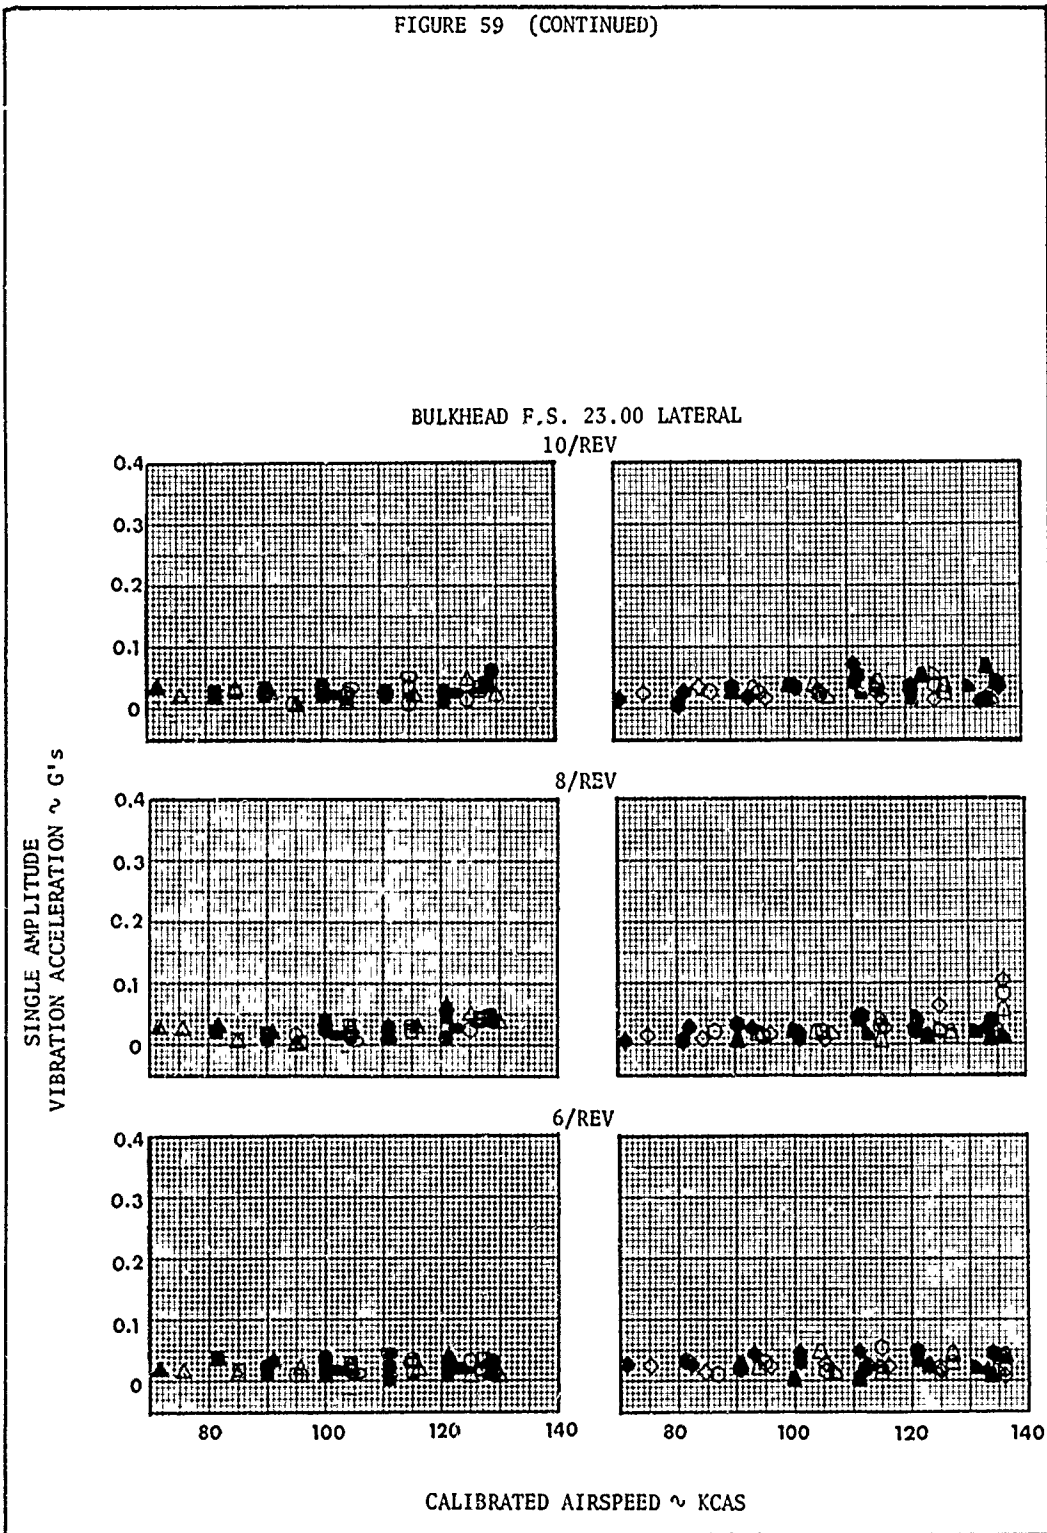 FIGURE 59 (CONTINUED)
BULKHEAD F.S. 23.00 LATERAL
10/REV
0.4
0.3
0.2
0.1
0
8/REV
0.4
0.3
0.2
0.1
0
SINGLE AMPLITUDE
VIBRATION ACCELERATION ~ G's
6/REV
0.4
0.3
0.2
0.1
0
80 100 120 140 80 100 120 140
CALIBRATED AIRSPEED ~ KCAS